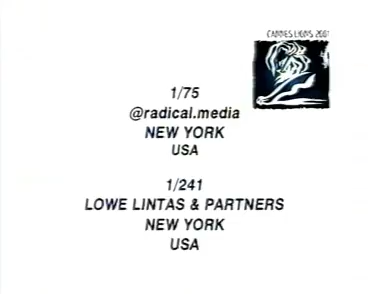 CANNES LIONS 2001
1/75
@radical.media
NEW YORK
USA
1/241
LOWE LINTAS & PARTNERS
NEW YORK
USA